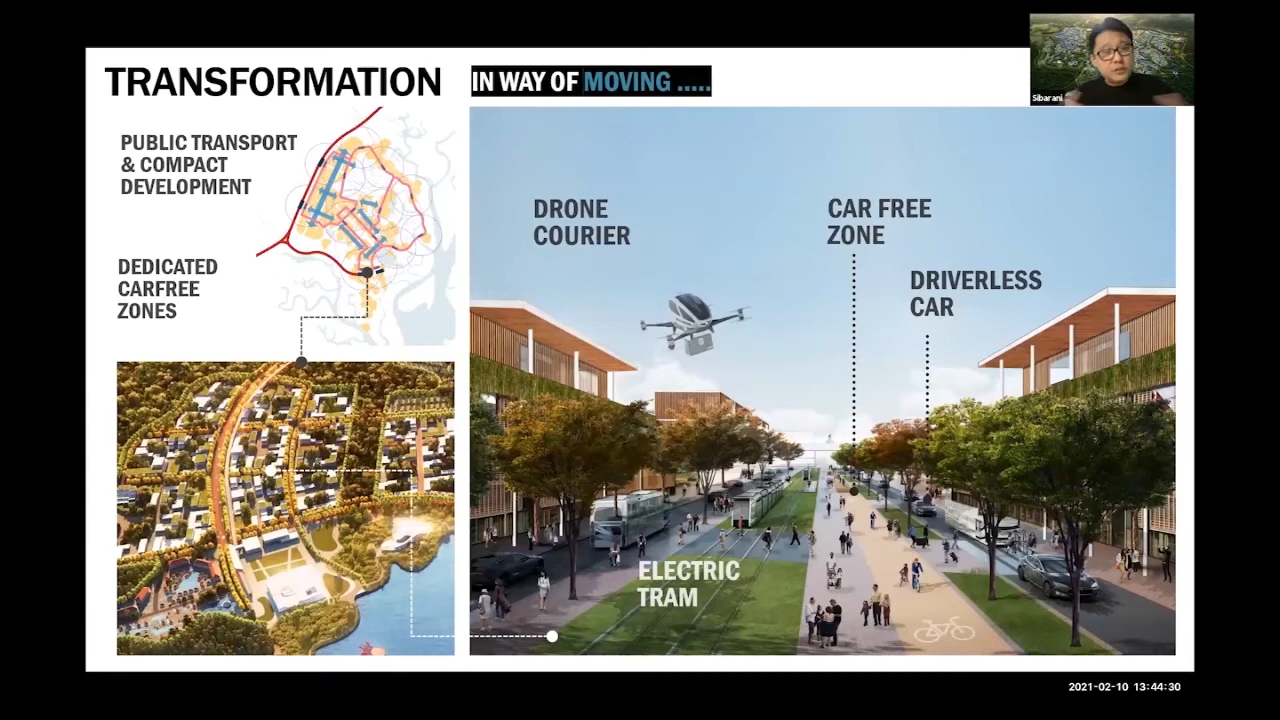 TRANSFORMATION
IN WAY OF MOVING .....
Sibarani
PUBLIC TRANSPORT
& COMPACT
DEVELOPMENT
DEDICATED
CARFREE
ZONES
DRONE
COURIER
CAR FREE
ZONE
DRIVERLESS
CAR
ELECTRIC
TRAM
2021-02-10 13:44:30